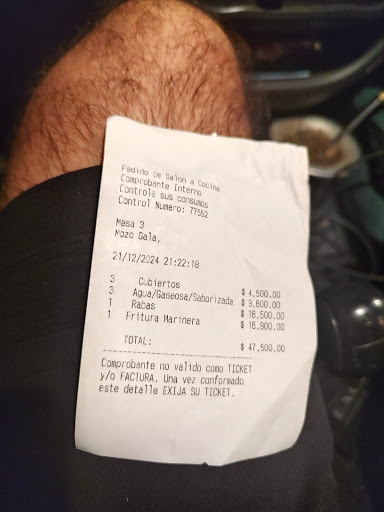 Pedido de Salon a Cocina
Comprobante Interno
Controle sus consumos
Control Numero: 77552
Mesa 3
Mozo Gala,
21/12/2024 21:22:18
3 Cubiertos $ 4,500.00
3 Agua/Gaseosa/Saborizada $ 9,600.00
1 Rabas $ 16,500.00
1 Fritura Marinera $ 16,900.00
TOTAL: $ 47,500.00
Comprobante no valido como TICKET
y/o FACTURA. Una vez conformado
este detalle EXIJA SU TICKET.